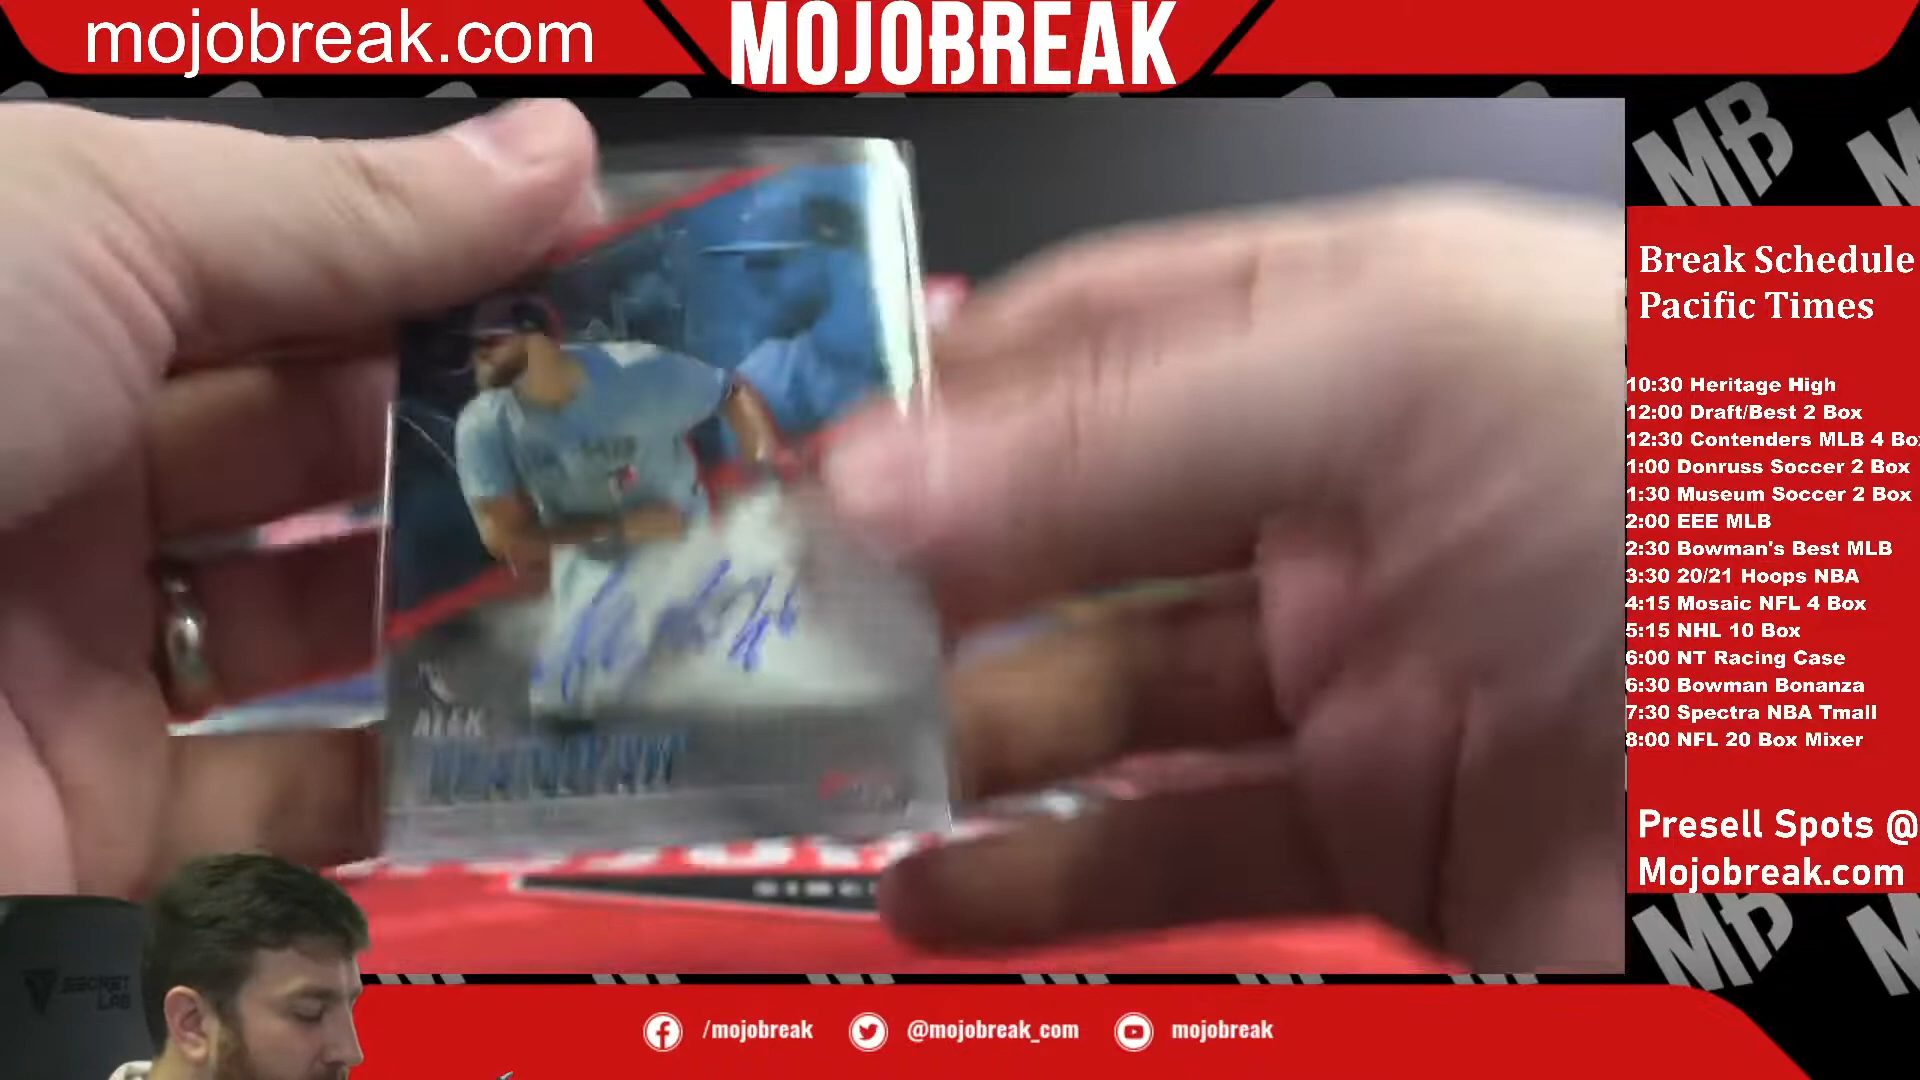 mojobreak.com
MOJOBREAK
MB
Break Schedule
Pacific Times
10:30 Heritage High
12:00 Draft/Best 2 Box
12:30 Contenders MLB 4 Box
1:00 Donruss Soccer 2 Box
1:30 Museum Soccer 2 Box
2:00 EEE MLB
2:30 Bowman's Best MLB
3:30 20/21 Hoops NBA
4:15 Mosaic NFL 4 Box
5:15 NHL 10 Box
6:00 NT Racing Case
6:30 Bowman Bonanza
7:30 Spectra NBA Tmall
8:00 NFL 20 Box Mixer
Presell Spots @
Mojobreak.com
MB
ALEK
SECRET
LAB
/mojobreak
@mojobreak_com
mojobreak